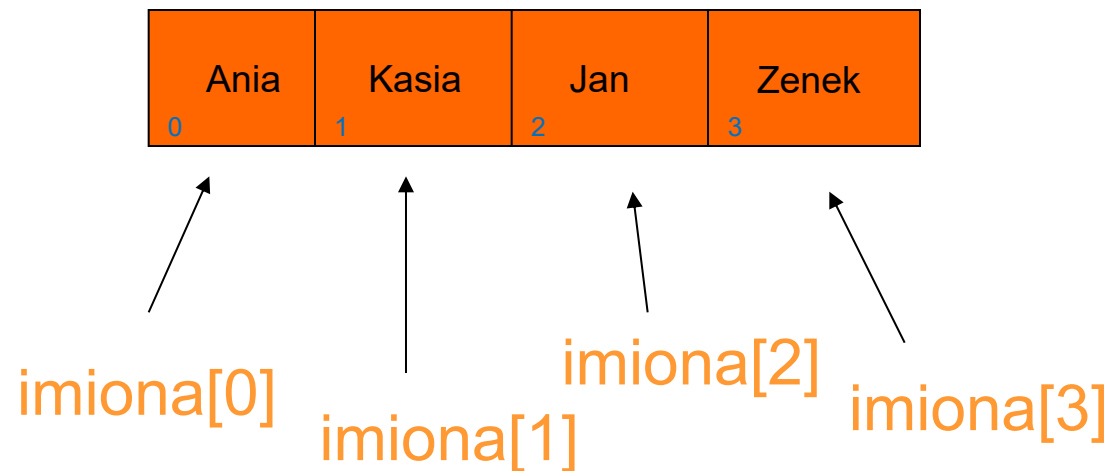 Ania Kasia Jan Zenek
0 1 2 3
imiona[0] imiona[1] imiona[2] imiona[3]